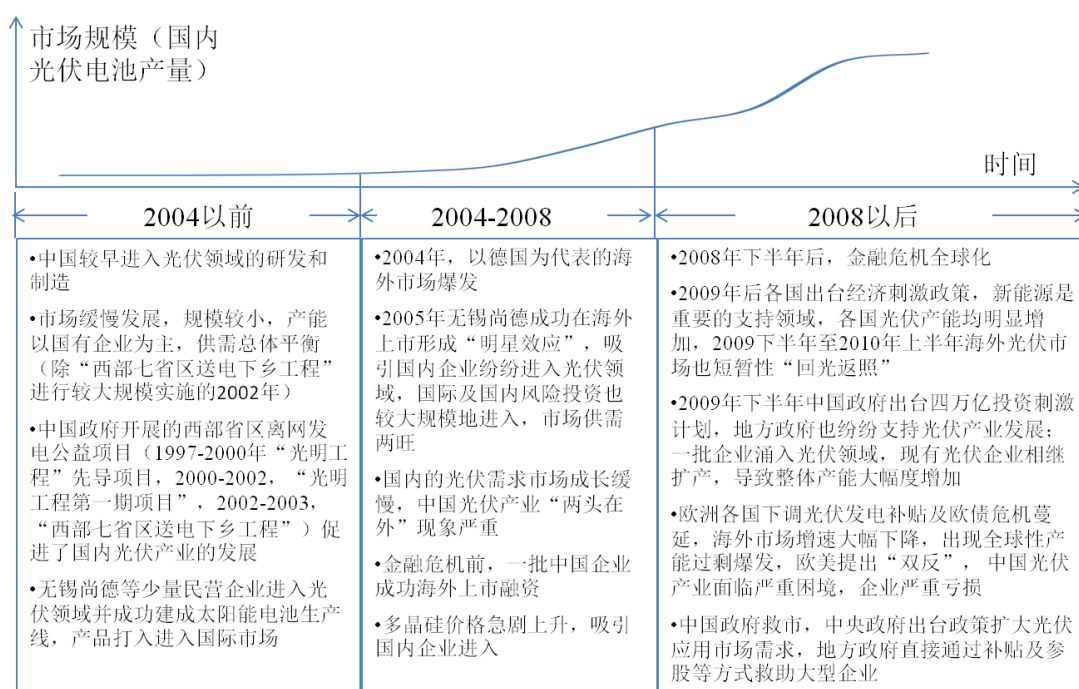 市场规模（国内
光伏电池产量）
时间
2004以前
2004-2008
2008以后
•中国较早进入光伏领域的研发和
制造
•市场缓慢发展，规模较小，产能
以国有企业为主，供需总体平衡
（除“西部七省区送电下乡工程”
进行较大规模实施的2002年）
•中国政府开展的西部省区离网发
电公益项目（1997-2000年“光明工
程”先导项目，2000-2002，“光明
工程第一期项目”，2002-2003，
“西部七省区送电下乡工程”）促
进了国内光伏产业的发展
•无锡尚德等少量民营企业进入光
伏领域并成功建成太阳能电池生产
线，产品打入进入国际市场
•2004年，以德国为代表的海
外市场爆发
•2005年无锡尚德成功在海外
上市形成“明星效应”，吸
引国内企业纷纷进入光伏领
域，国际及国内风险投资也
较大规模地进入，市场供需
两旺
•国内的光伏需求市场成长缓
慢，中国光伏产业“两头在
外”现象严重
•金融危机前，一批中国企业
成功海外上市融资
•多晶硅价格急剧上升，吸引
国内企业进入
•2008年下半年后，金融危机全球化
•2009年后各国出台经济刺激政策，新能源是
重要的支持领域，各国光伏产能均明显增
加，2009下半年至2010年上半年海外光伏市
场也短暂性“回光返照”
•2009年下半年中国政府出台四万亿投资刺激
计划，地方政府也纷纷支持光伏产业发展；
一批企业涌入光伏领域，现有光伏企业相继
扩产，导致整体产能大幅度增加
•欧洲各国下调光伏发电补贴及欧债危机蔓
延，海外市场增速大幅下降，出现全球性产
能过剩爆发，欧美提出“双反”， 中国光伏
产业面临严重困境，企业严重亏损
•中国政府救市，中央政府出台政策扩大光伏
应用市场需求，地方政府直接通过补贴及参
股等方式救助大型企业